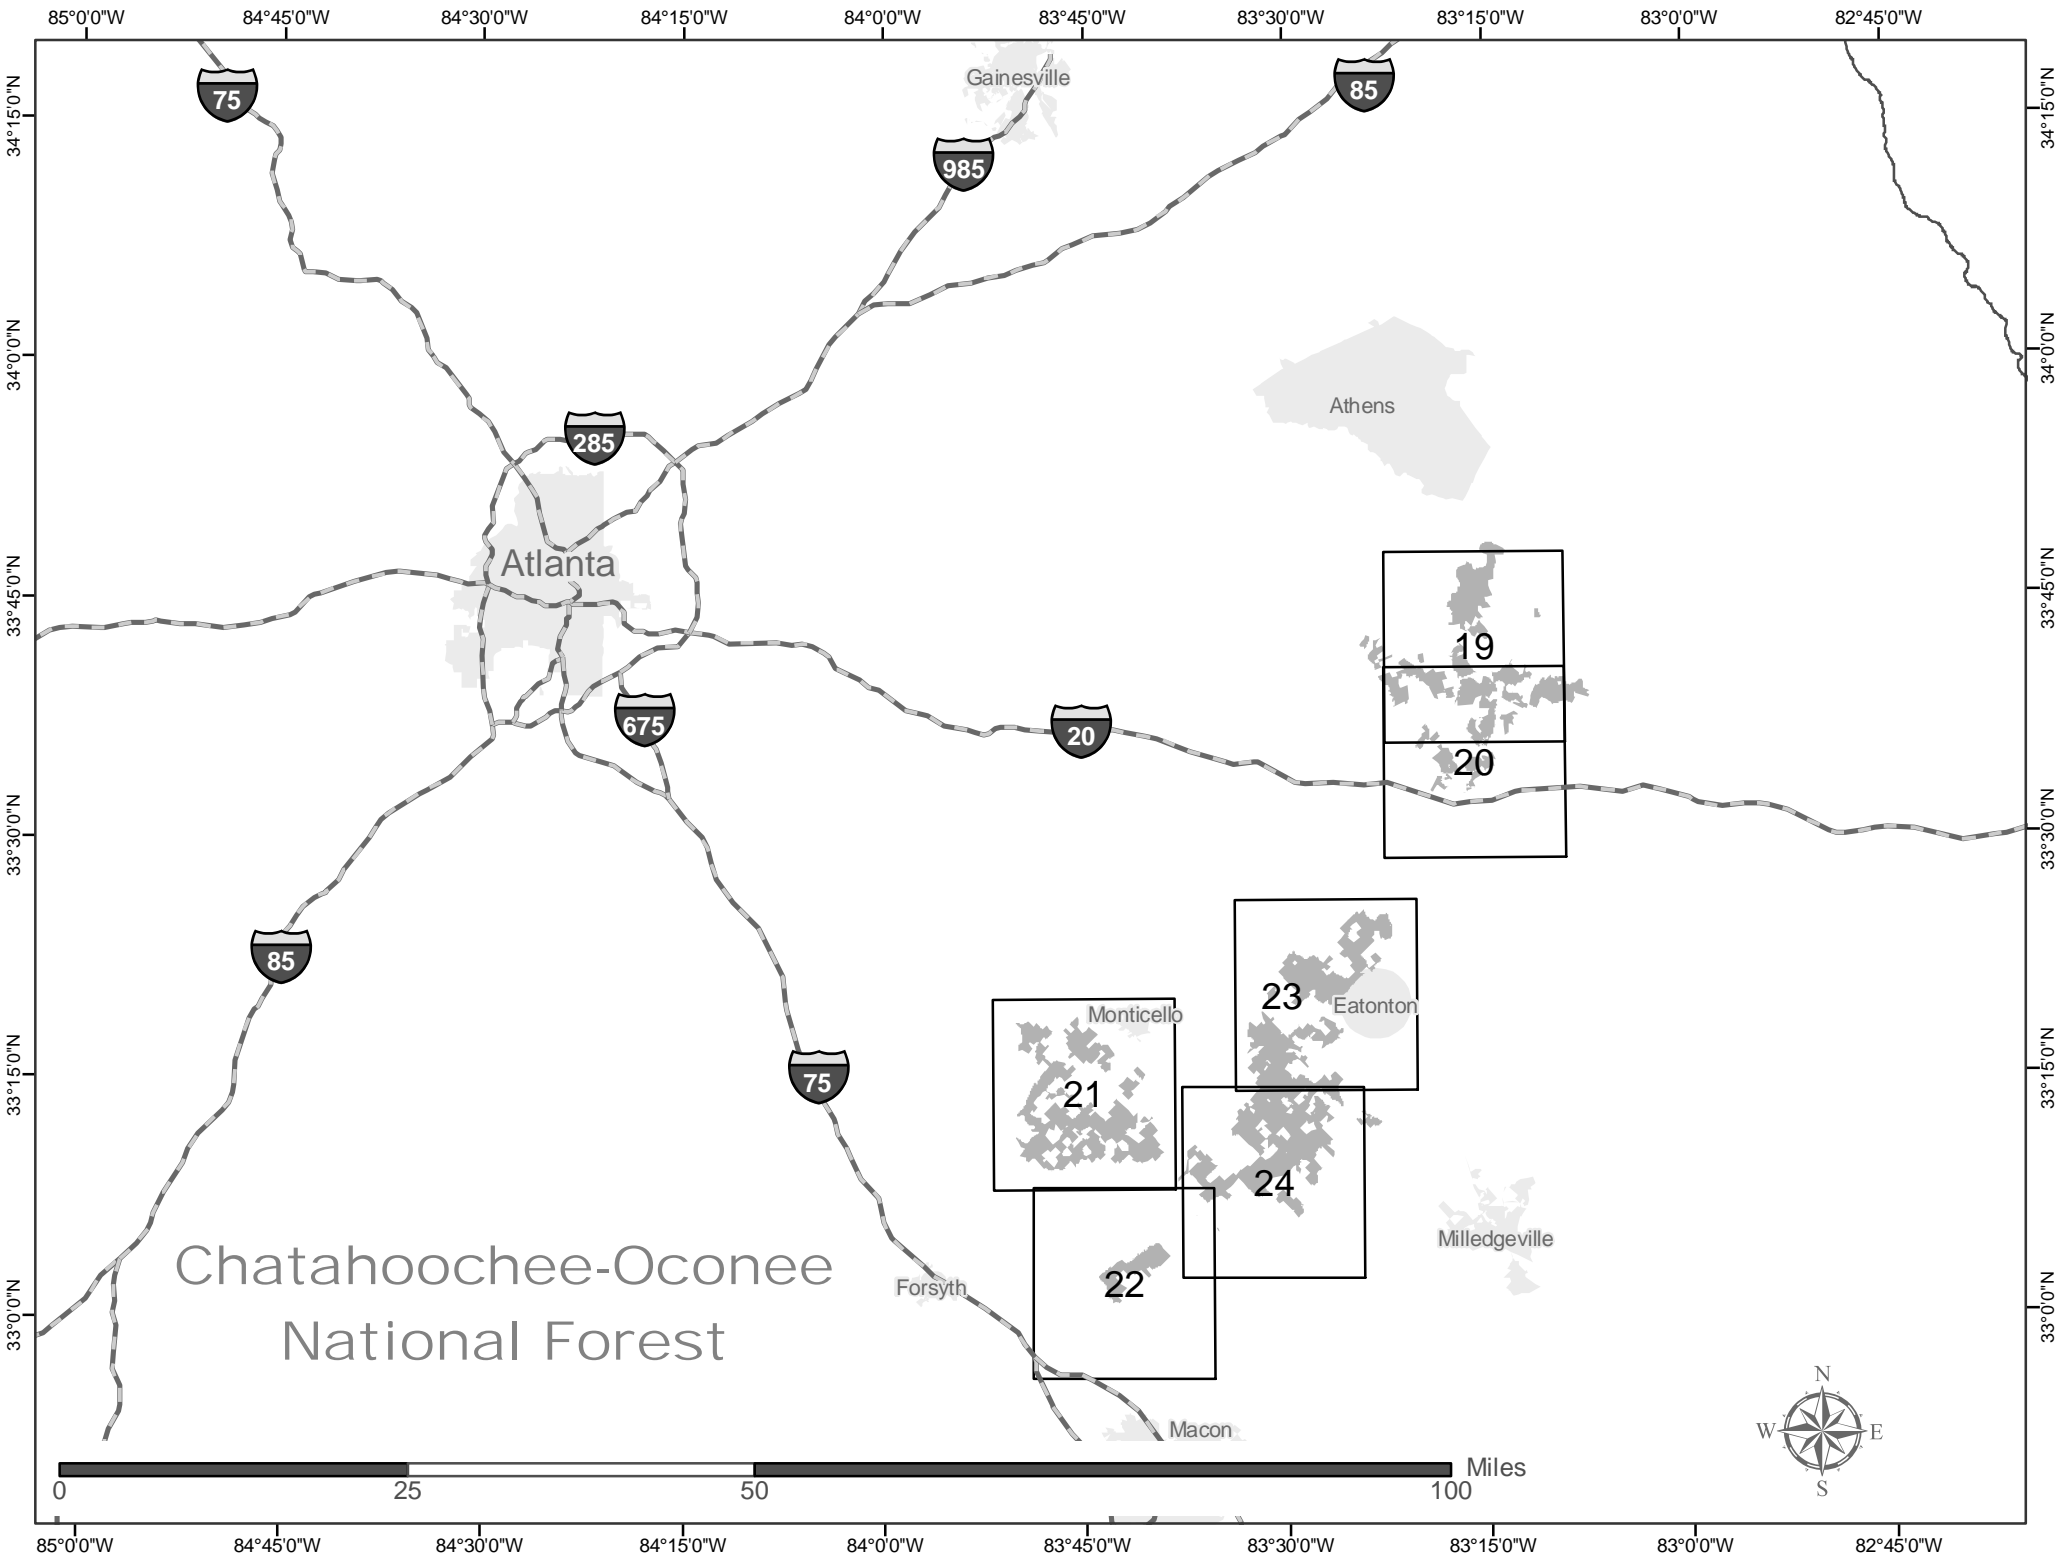 85°0'0"W 84°45'0"W 84°30'0"W 84°15'0"W 84°0'0"W 83°45'0"W 83°30'0"W 83°15'0"W 83°0'0"W 82°45'0"W
Gainesville
75
85
34°15'0"N
34°15'0"N
985
34°0'0"N
34°0'0"N
Athens
285
Atlanta
33°45'0"N
33°45'0"N
19
675
20
20
33°30'0"N
33°30'0"N
85
23
Eatonton
Monticello
75
21
33°15'0"N
33°15'0"N
24
Milledgeville
Chatahoochee-Oconee
National Forest
Forsyth
22
33°0'0"N
33°0'0"N
N
W
E
S
Macon
Miles
0 25 50 100
85°0'0"W 84°45'0"W 84°30'0"W 84°15'0"W 84°0'0"W 83°45'0"W 83°30'0"W 83°15'0"W 83°0'0"W 82°45'0"W